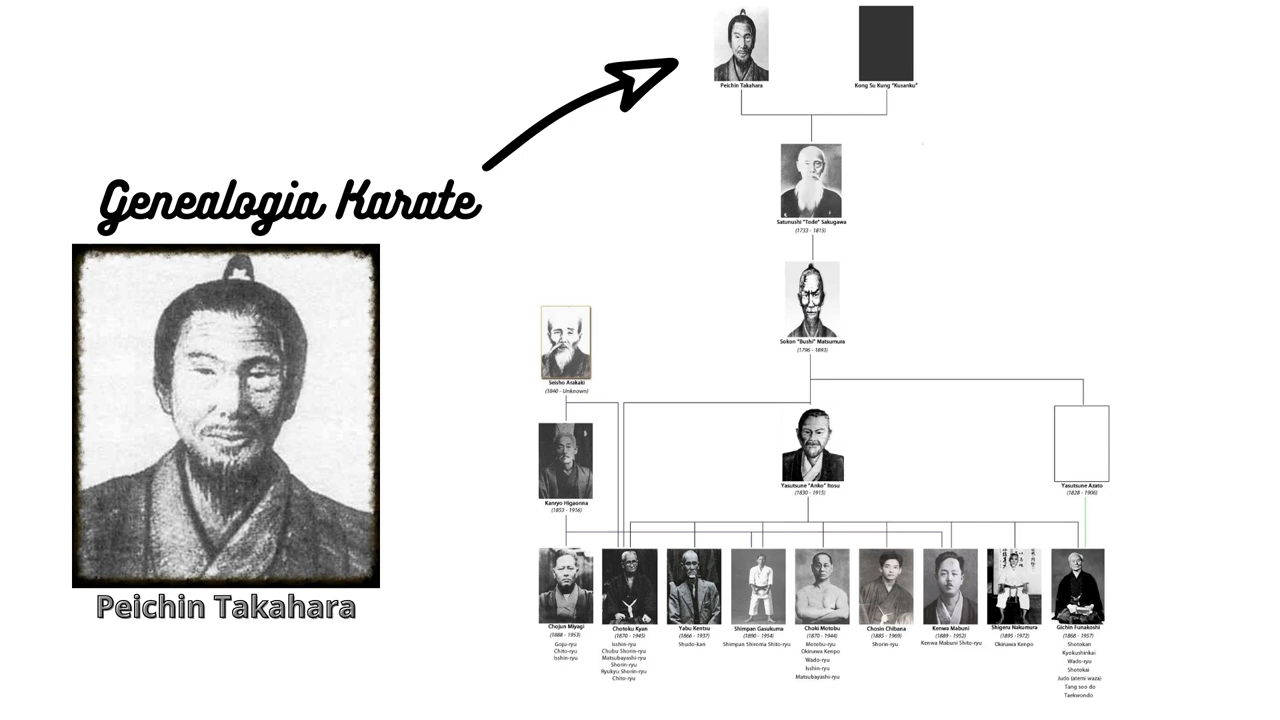 Peichin Takahara
Kong Su Kung "Kusanku"
Satunushi "Tode" Sakugawa
(1733 - 1815)
Genealogia Karate
Sokon "Bushi" Matsumura
(1796 - 1893)
Seisho Arakaki
(1840 - Unknown)
Yasutsune "Anko" Itosu
(1830 - 1915)
Yasutsune Azato
(1828 - 1906)
Kanryo Higaonna
(1853 - 1916)
Peichin Takahara
Chojun Miyagi
(1888 - 1953)
Goju-ryu
Chito-ryu
Isshin-ryu
Chotoku Kyan
(1870 - 1945)
Isshin-ryu
Chubu Shorin-ryu
Matsubayashi-ryu
Shorin-ryu
Ryukyu Shorin-ryu
Chito-ryu
Yabu Kentsu
(1866 - 1937)
Shudo-kan
Shimpan Gasukuma
(1890 - 1954)
Shimpan Shiroma Shito-ryu
Choki Motobu
(1870 - 1944)
Motobu-ryu
Okinawa Kenpo
Wado-ryu
Isshin-ryu
Matsubayashi-ryu
Chosin Chibana
(1885 - 1969)
Shorin-ryu
Kenwa Mabuni
(1889 - 1952)
Kenwa Mabuni Shito-ryu
Shigeru Nakumura
(1895 -1972)
Okinawa Kenpo
Gichin Funakoshi
(1868 - 1957)
Shotokan
Kyokushinkai
Wado-ryu
Shotokai
Judo (atemi waza)
Tang soo do
Taekwondo